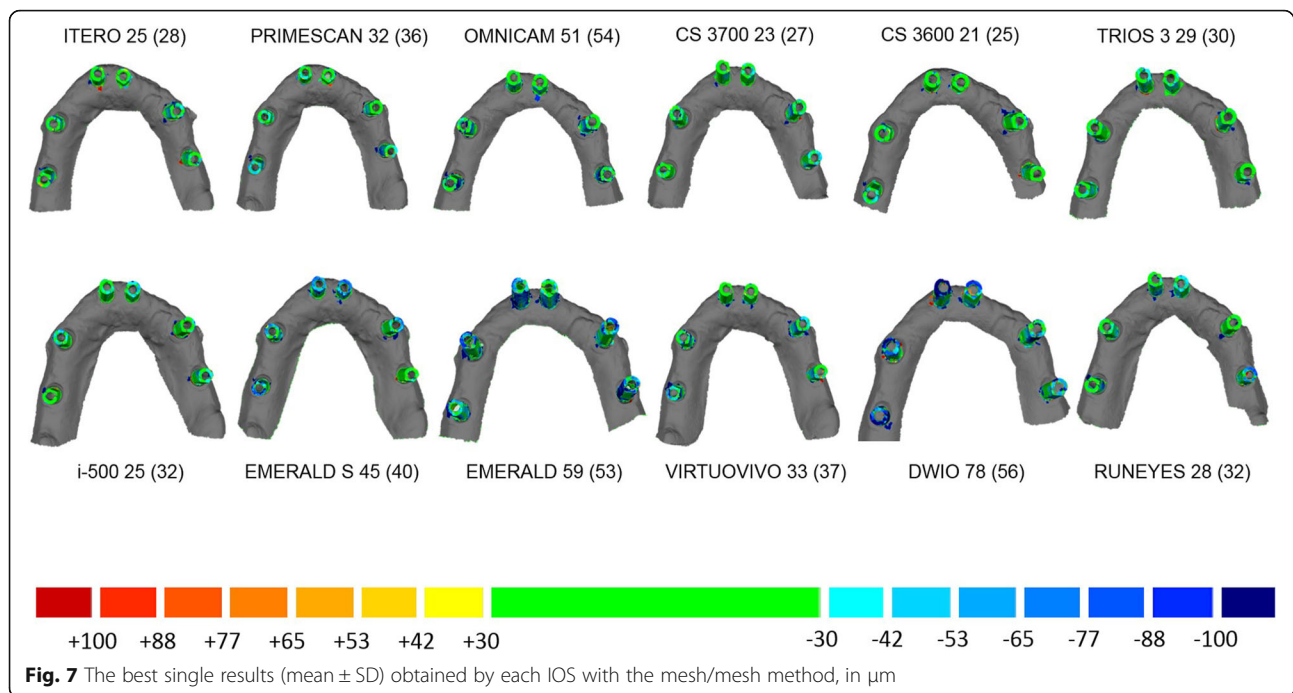 ITERO 25 (28) PRIMESCAN 32 (36) OMNICAM 51 (54) CS 3700 23 (27) CS 3600 21 (25) TRIOS 3 29 (30)
i-500 25 (32) EMERALD S 45 (40) EMERALD 59 (53) VIRTUOVIVO 33 (37) DWIO 78 (56) RUNEYES 28 (32)
+100 +88 +77 +65 +53 +42 +30 -30 -42 -53 -65 -77 -88 -100
Fig. 7 The best single results (mean ± SD) obtained by each IOS with the mesh/mesh method, in μm